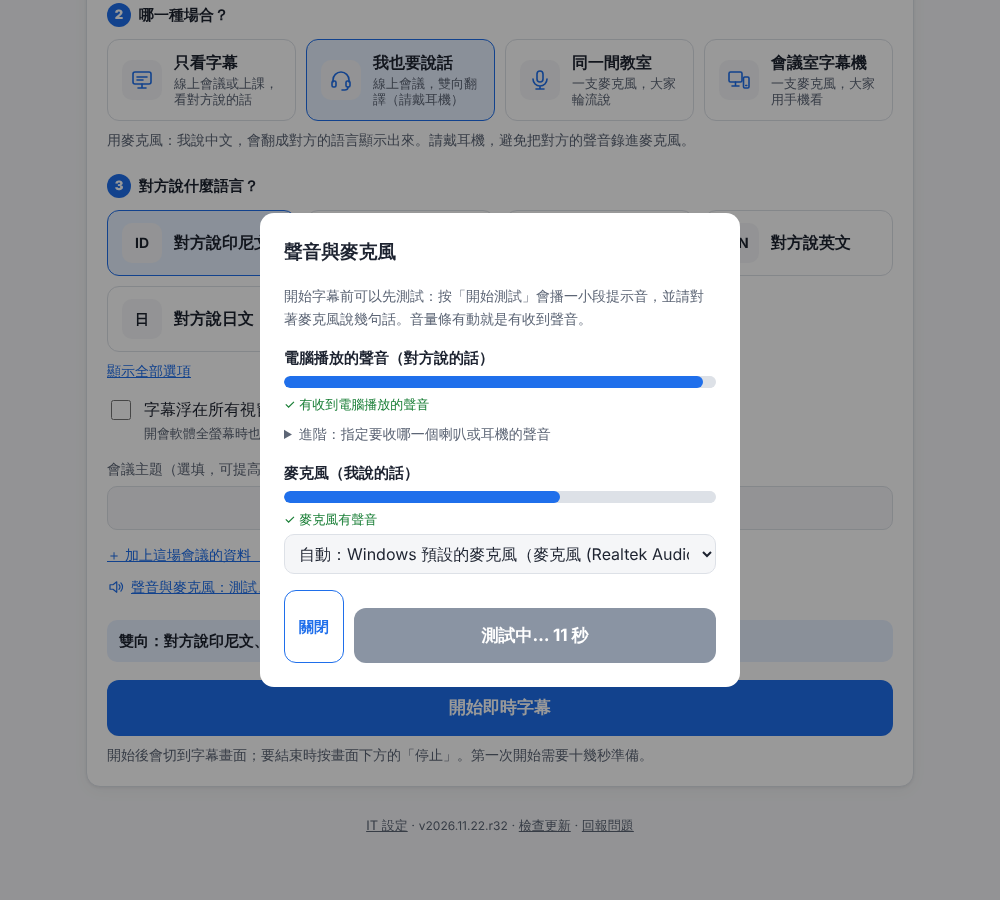 2 哪一種場合？
只看字幕
線上會議或上課，
看對方說的話
我也要說話
線上會議，雙向翻
譯（請戴耳機）
同一間教室
一支麥克風，大家
輪流說
會議室字幕機
一支麥克風，大家
用手機看
用麥克風：我說中文，會翻成對方的語言顯示出來。請戴耳機，避免把對方的聲音錄進麥克風。
3 對方說什麼語言？
ID 對方說印尼文
N 對方說英文
日 對方說日文
顯示全部選項
字幕浮在所有視窗
開會軟體全螢幕時也
會議主題（選填，可提高
＋ 加上這場會議的資料
聲音與麥克風：測試
雙向：對方說印尼文、
開始即時字幕
開始後會切到字幕畫面；要結束時按畫面下方的「停止」。第一次開始需要十幾秒準備。
IT 設定 · v2026.11.22.r32 · 檢查更新 · 回報問題
聲音與麥克風
開始字幕前可以先測試：按「開始測試」會播一小段提示音，並請對
著麥克風說幾句話。音量條有動就是有收到聲音。
電腦播放的聲音（對方說的話）
✓ 有收到電腦播放的聲音
▶ 進階：指定要收哪一個喇叭或耳機的聲音
麥克風（我說的話）
✓ 麥克風有聲音
自動：Windows 預設的麥克風（麥克風 (Realtek Audio
關閉
測試中… 11 秒